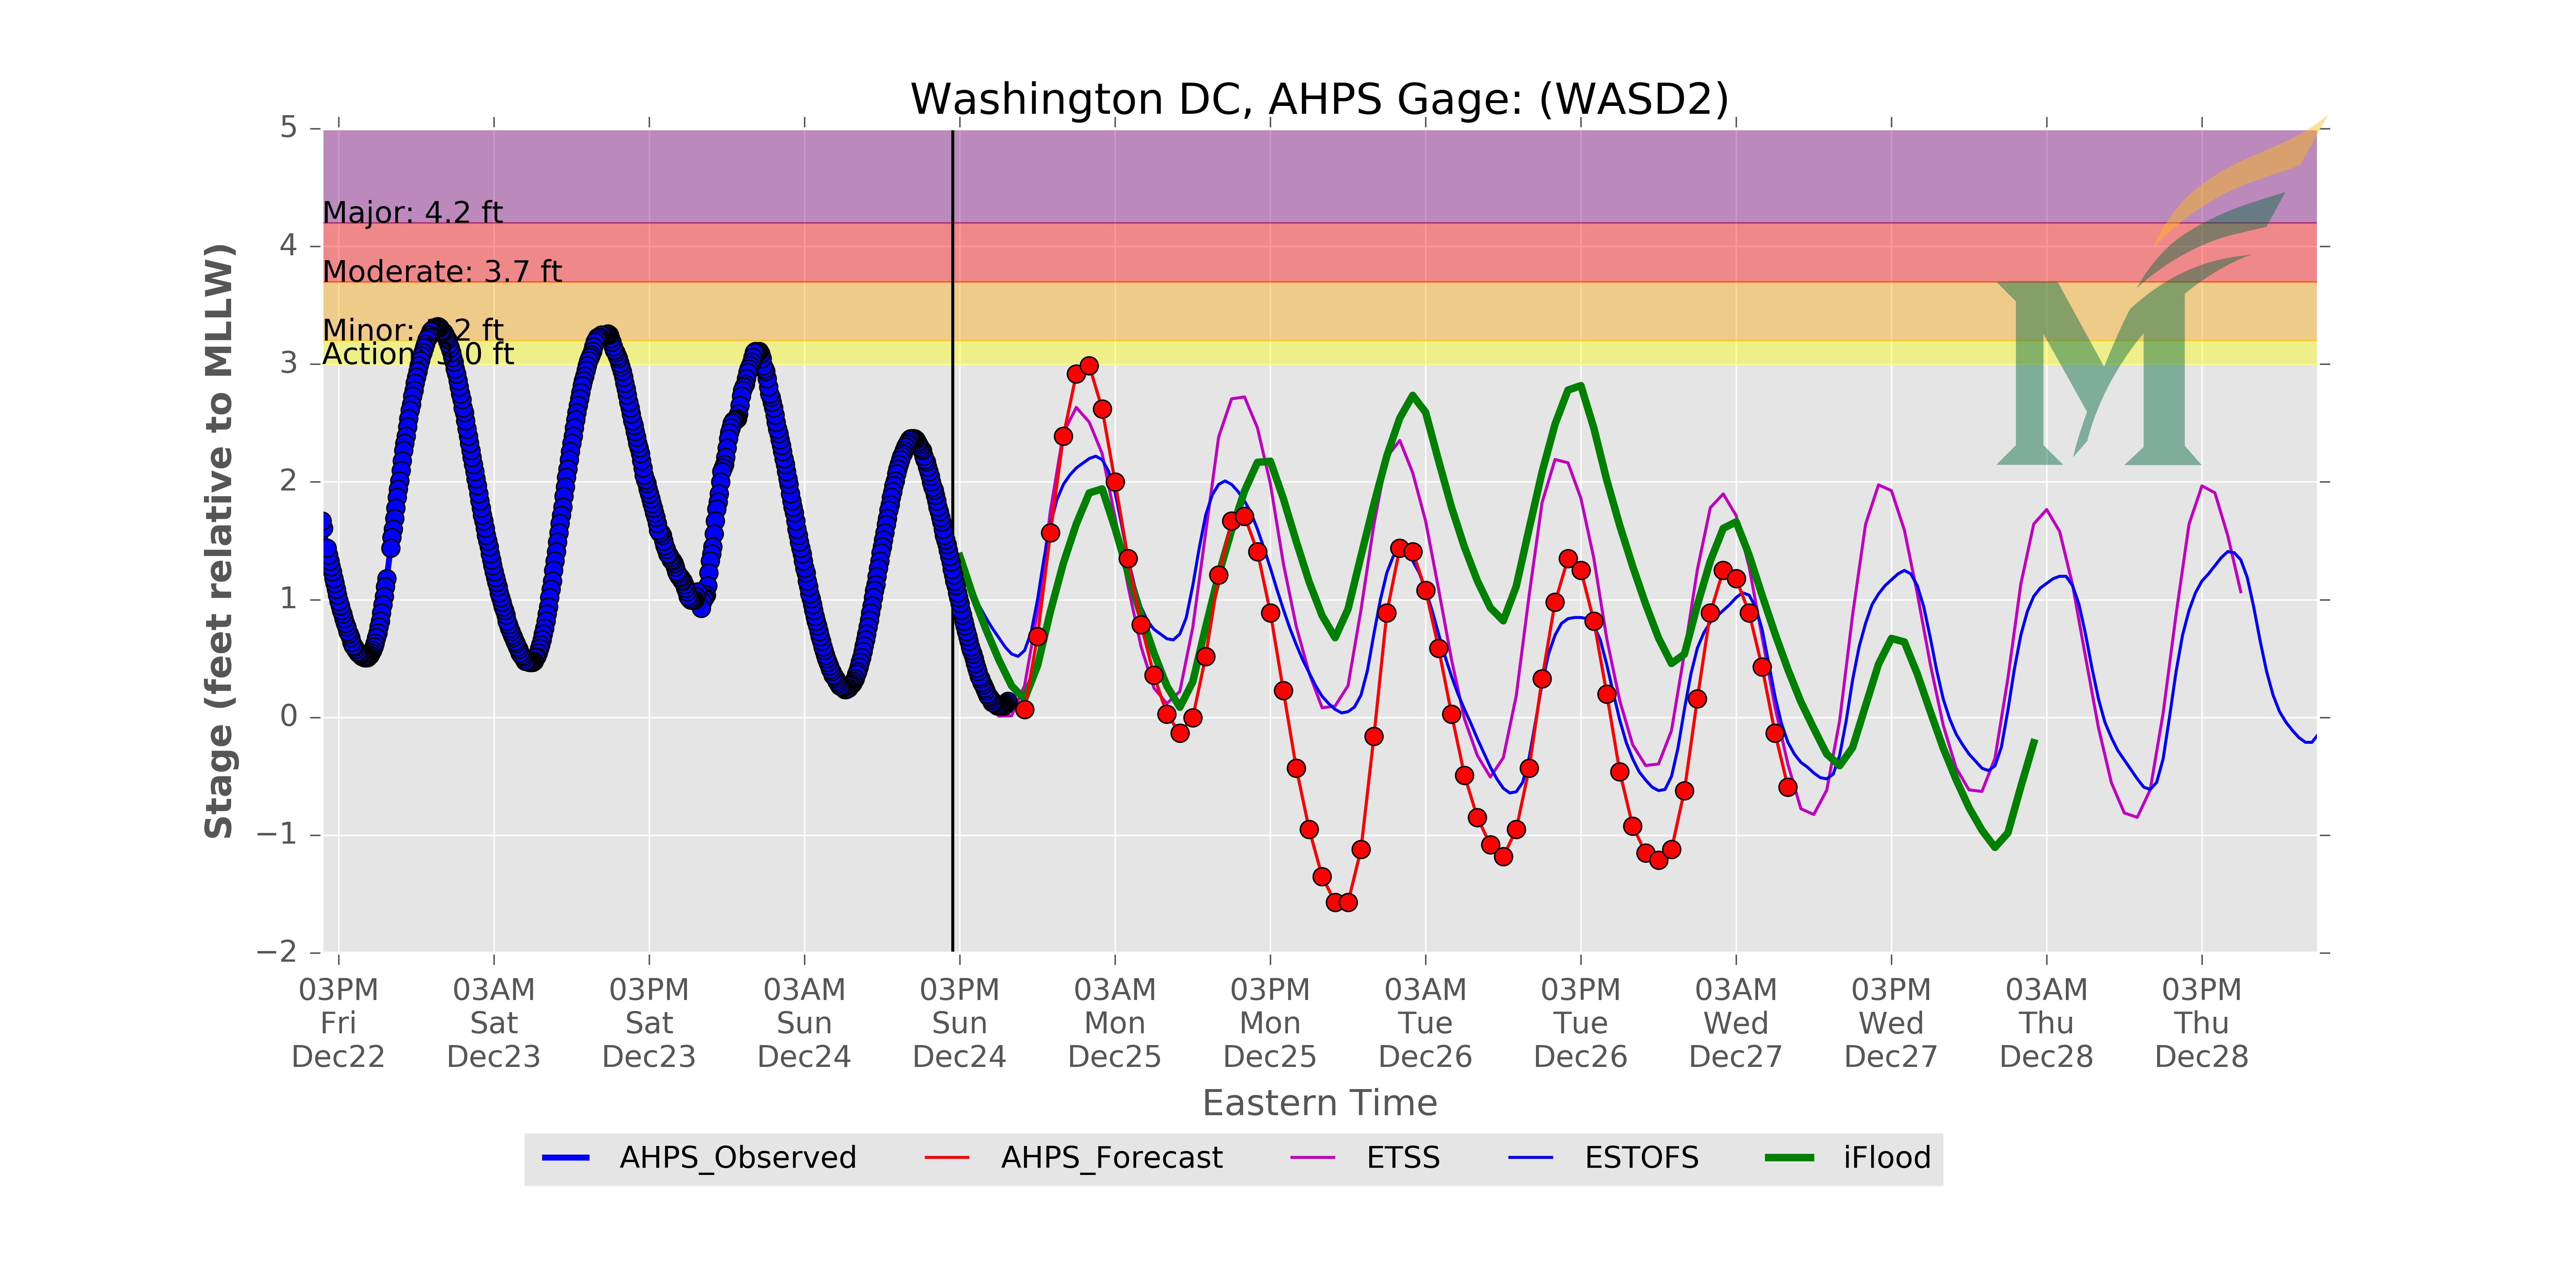 Washington DC, AHPS Gage: (WASD2)
5
4
3
2
1
0
−1
−2
Stage (feet relative to MLLW)
Major: 4.2 ft
Moderate: 3.7 ft
Minor: 3.2 ft
Action: 3.0 ft
M
03PM 03AM 03PM 03AM 03PM 03AM 03PM 03AM 03PM 03AM 03PM 03AM 03PM
Fri Sat Sat Sun Sun Mon Mon Tue Tue Wed Wed Thu Thu
Dec22 Dec23 Dec23 Dec24 Dec24 Dec25 Dec25 Dec26 Dec26 Dec27 Dec27 Dec28 Dec28
Eastern Time
AHPS_Observed AHPS_Forecast ETSS ESTOFS iFlood